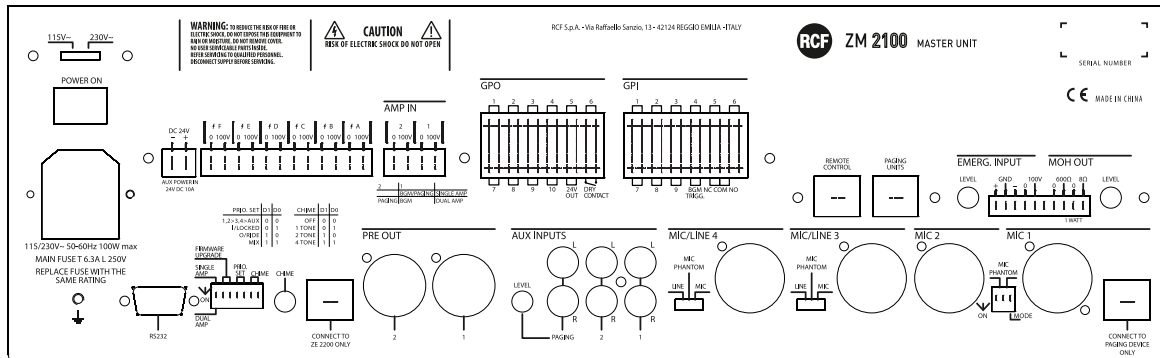 115V~ 230V~
POWER ON
WARNING: TO REDUCE THE RISK OF FIRE OR
ELECTRIC SHOCK, DO NOT EXPOSE THIS EQUIPMENT TO
RAIN OR MOISTURE. DO NOT REMOVE COVER.
NO USER SERVICEABLE PARTS INSIDE.
REFER SERVICING TO QUALIFIED PERSONNEL.
DISCONNECT SUPPLY BEFORE SERVICING.
CAUTION
RISK OF ELECTRIC SHOCK DO NOT OPEN
RCF S.p.A. - Via Raffaello Sanzio, 13 - 42124 REGGIO EMILIA - ITALY
RCF ZM 2100 MASTER UNIT
SERIAL NUMBER
CE MADE IN CHINA
DC 24V
- +
AUX POWER IN
24V DC 10A
F E D C B A
0 100V 0 100V 0 100V 0 100V 0 100V 0 100V
AMP IN
2 1
0 100V 0 100V
2 1
BGM/PAGING SINGLE AMP
PAGING BGM DUAL AMP
GPO
1 2 3 4 5 6
7 8 9 10 24V OUT DRY CONTACT
GPI
1 2 3 4 5 6
7 8 9 BGM TRIGG. NC COM NO
REMOTE CONTROL
PAGING UNITS
EMERG. INPUT
LEVEL
GND 100V
+ - 0
MOH OUT
600Ω 8Ω
0 0
1 WATT
LEVEL
115/230V~ 50-60Hz 100W max
MAIN FUSE T 6.3A L 250V
REPLACE FUSE WITH THE
SAME RATING
PRIO. SET D1 D0
1,2>3,4>AUX 0 0
I/LOCKED 0 1
O/RIDE 1 0
MIX 1 1
CHIME D1 D0
OFF 0 0
1 TONE 0 1
2 TONE 1 0
4 TONE 1 1
FIRMWARE UPGRADE
SINGLE AMP
PRIO. SET
CHIME
ON
DUAL AMP
RS232
CHIME
CONNECT TO
ZE 2200 ONLY
PRE OUT
2 1
AUX INPUTS
LEVEL
L L
R R
PAGING 2 1
MIC/LINE 4
MIC PHANTOM
LINE MIC
MIC/LINE 3
MIC PHANTOM
LINE MIC
MIC 2
MIC 1
MIC PHANTOM
ON
MODE
CONNECT TO
PAGING DEVICE
ONLY